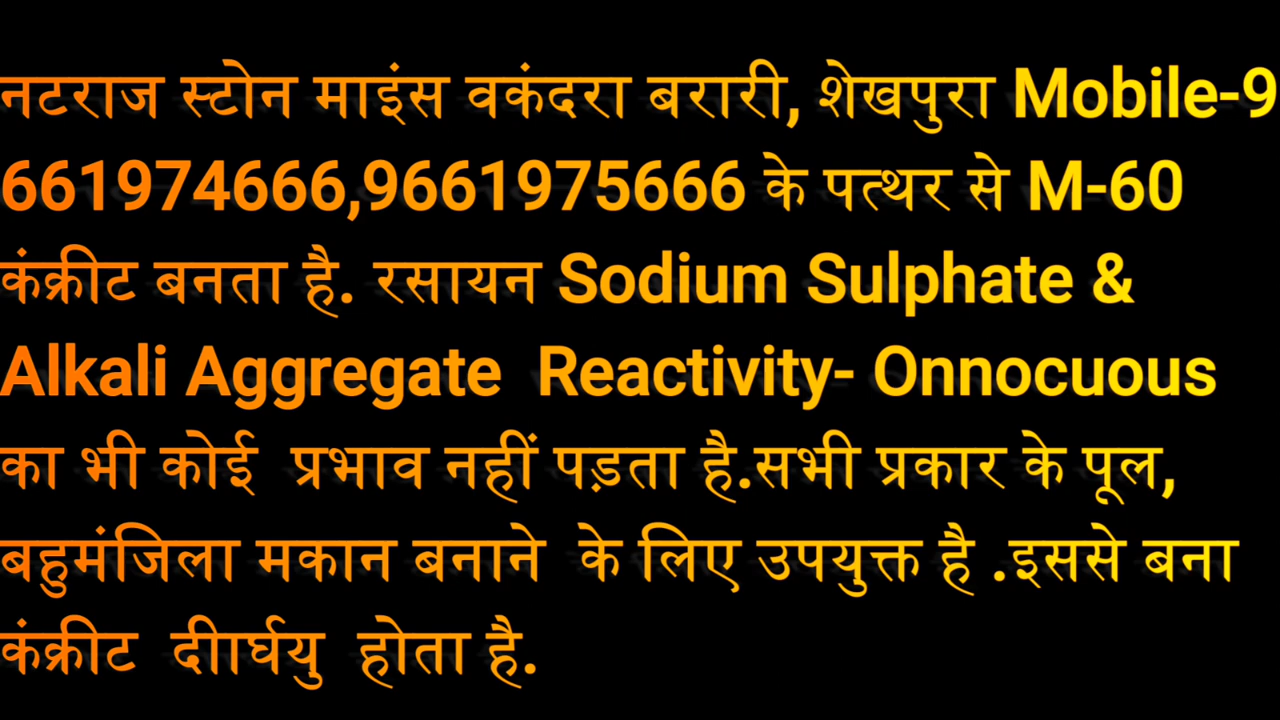 नटराज स्टोन माइंस वकंदरा बरारी, शेखपुरा Mobile-9
661974666,9661975666 के पत्थर से M-60
कंक्रीट बनता है. रसायन Sodium Sulphate &
Alkali Aggregate  Reactivity- Onnocuous
का भी कोई  प्रभाव नहीं पड़ता है.सभी प्रकार के पूल,
बहुमंजिला मकान बनाने  के लिए उपयुक्त है .इससे बना
कंक्रीट  दीार्घयु  होता है.